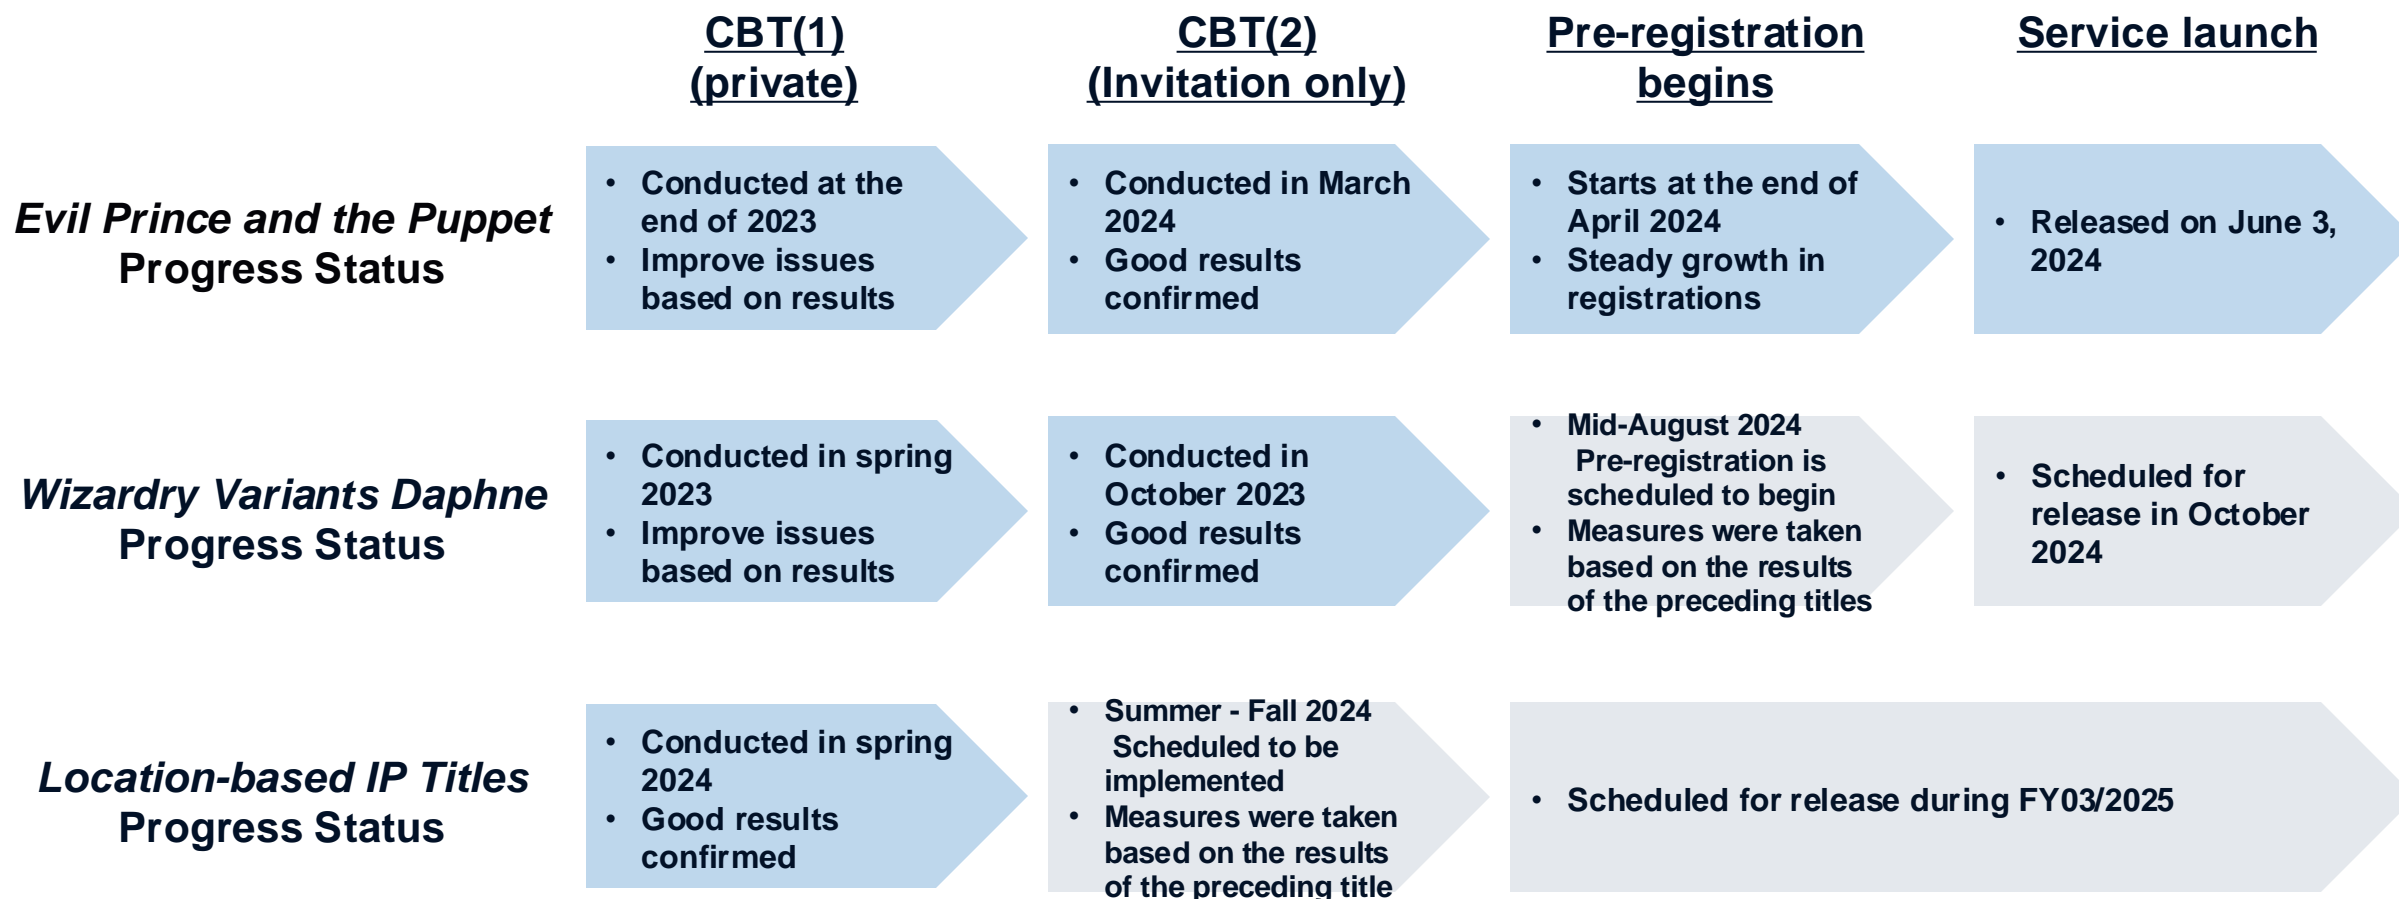 CBT(1)
(private)
CBT(2)
(Invitation only)
Pre-registration
begins
Service launch
Evil Prince and the Puppet
Progress Status
• Conducted at the
end of 2023
• Improve issues
based on results
• Conducted in March
2024
• Good results
confirmed
• Starts at the end of
April 2024
• Steady growth in
registrations
• Released on June 3,
2024
Wizardry Variants Daphne
Progress Status
• Conducted in spring
2023
• Improve issues
based on results
• Conducted in
October 2023
• Good results
confirmed
• Mid-August 2024
Pre-registration is
scheduled to begin
• Measures were taken
based on the results
of the preceding titles
• Scheduled for
release in October
2024
Location-based IP Titles
Progress Status
• Conducted in spring
2024
• Good results
confirmed
• Summer - Fall 2024
Scheduled to be
implemented
• Measures were taken
based on the results
of the preceding title
• Scheduled for release during FY03/2025